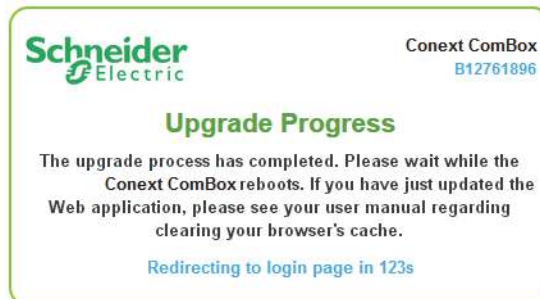 Schneider
Electric
Conext ComBox
B12761896
Upgrade Progress
The upgrade process has completed. Please wait while the
Conext ComBox reboots. If you have just updated the
Web application, please see your user manual regarding
clearing your browser's cache.
Redirecting to login page in 123s